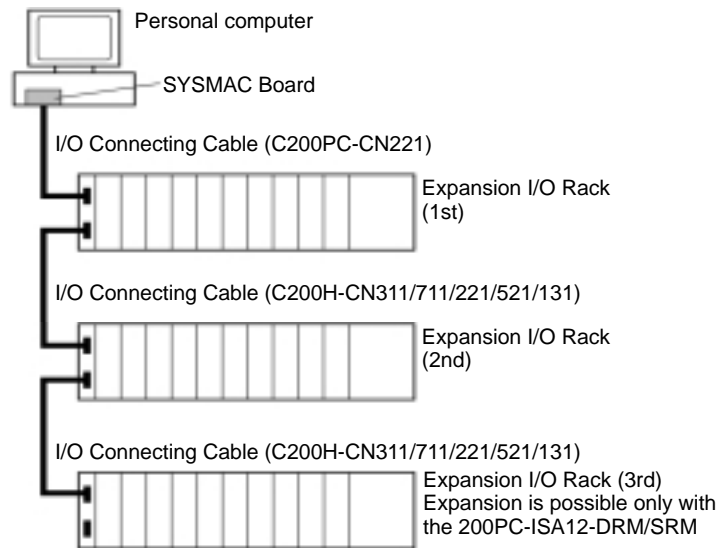 Personal computer
SYSMAC Board
I/O Connecting Cable (C200PC-CN221)
Expansion I/O Rack
(1st)
I/O Connecting Cable (C200H-CN311/711/221/521/131)
Expansion I/O Rack
(2nd)
I/O Connecting Cable (C200H-CN311/711/221/521/131)
Expansion I/O Rack (3rd)
Expansion is possible only with
the 200PC-ISA12-DRM/SRM